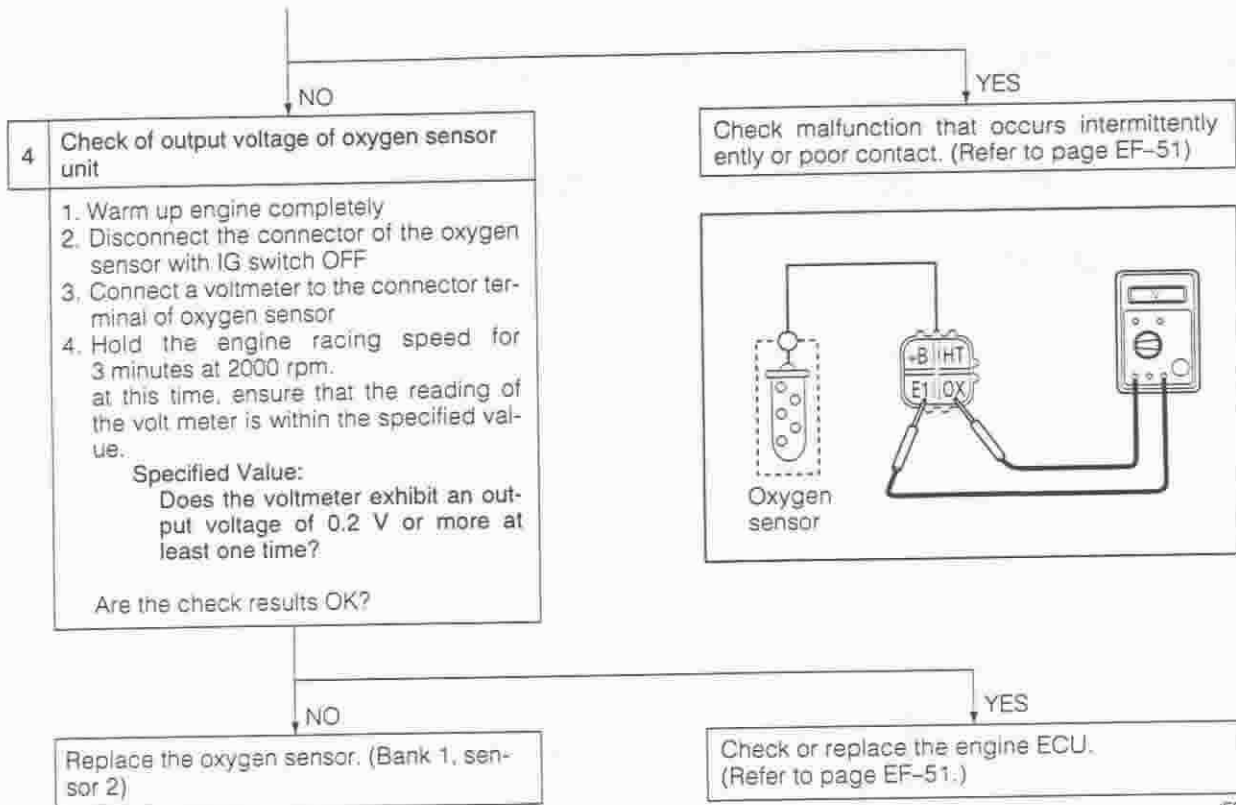 NO
YES
4
Check of output voltage of oxygen sensor
unit
Check malfunction that occurs intermittently
ently or poor contact. (Refer to page EF–51)
1. Warm up engine completely
2. Disconnect the connector of the oxygen
sensor with IG switch OFF
3. Connect a voltmeter to the connector ter-
minal of oxygen sensor
4. Hold the engine racing speed for
3 minutes at 2000 rpm.
at this time, ensure that the reading of
the volt meter is within the specified val-
ue.
Specified Value:
Does the voltmeter exhibit an out-
put voltage of 0.2 V or more at
least one time?
Are the check results OK?
+B HT
E1 OX
Oxygen
sensor
NO
YES
Replace the oxygen sensor. (Bank 1, sen-
sor 2)
Check or replace the engine ECU.
(Refer to page EF–51.)